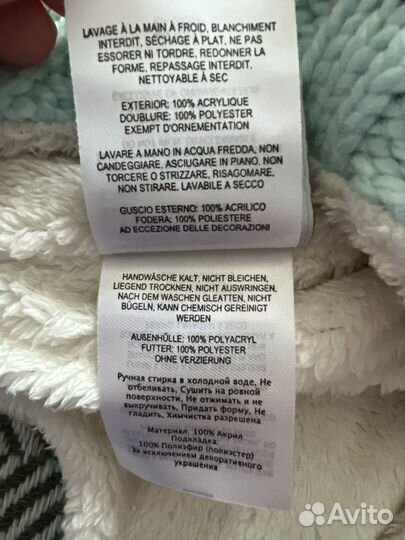 LAVAGE À LA MAIN À FROID, BLANCHIMENT
INTERDIT, SÉCHAGE À PLAT, NE PAS
ESSORER NI TORDRE, REDONNER LA
FORME, REPASSAGE INTERDIT.
NETTOYABLE À SEC
EXTERIOR: 100% ACRYLIQUE
DOUBLURE: 100% POLYESTER
EXEMPT D'ORNEMENTATION
LAVARE A MANO IN ACQUA FREDDA, NON
CANDEGGIARE, ASCIUGARE IN PIANO, NON
TORCERE O STRIZZARE, RISAGOMARE,
NON STIRARE. LAVABILE A SECCO
GUSCIO ESTERNO: 100% ACRILICO
FODERA: 100% POLIESTERE
AD ECCEZIONE DELLE DECORAZIONI
HANDWÄSCHE KALT, NICHT BLEICHEN,
LIEGEND TROCKNEN, NICHT AUSWRINGEN,
NACH DEM WASCHEN GLEATTEN, NICHT
BÜGELN, KANN CHEMISCH GEREINIGT
WERDEN
AUßENHÜLLE: 100% POLYACRYL
FUTTER: 100% POLYESTER
OHNE VERZIERUNG
Ручная стирка в холодной воде, Не
отбеливать, Сушить на ровной
поверхности, Не отжимать и не
выкручивать, Придать форму, Не
гладить, Химчистка разрешена
Материал: 100% Акрил
Подкладка:
100% Полиэфир (полиэстер)
За исключением декоративного
украшения
Avito